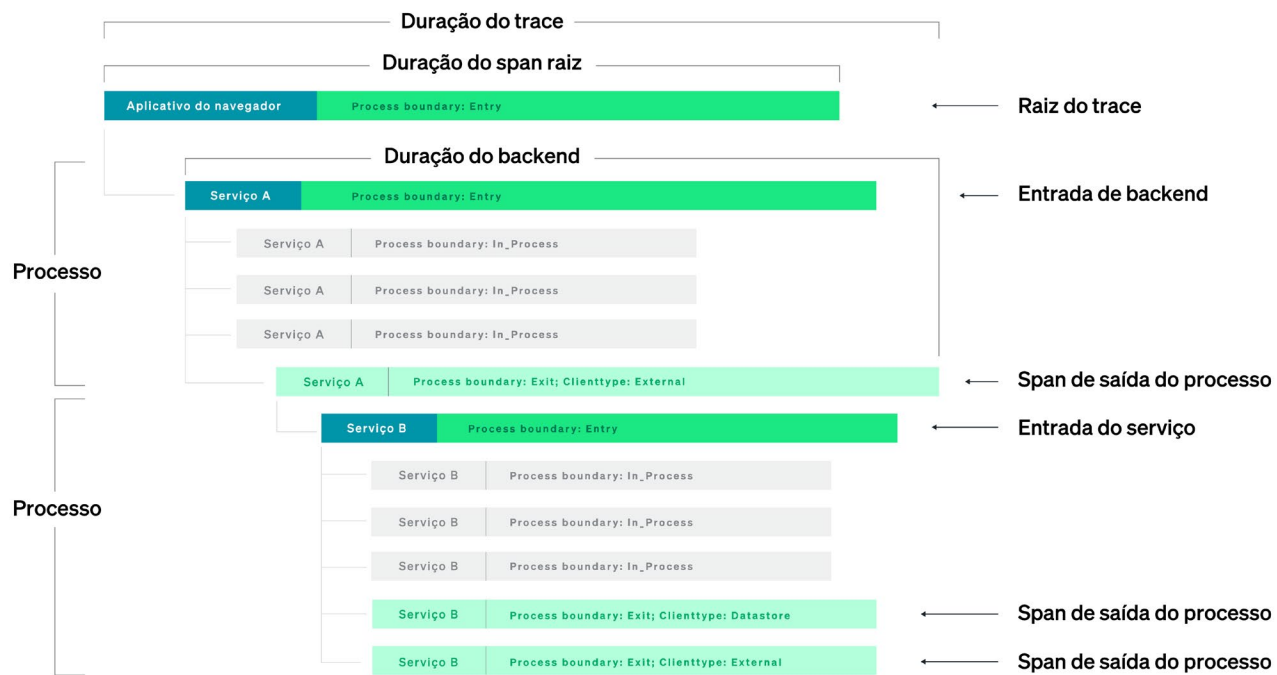 Duração do trace
Duração do span raiz
Aplicativo do navegador Process boundary: Entry Raiz do trace
Duração do backend
Serviço A Process boundary: Entry Entrada de backend
Serviço A Process boundary: In_Process
Processo
Serviço A Process boundary: In_Process
Serviço A Process boundary: In_Process
Serviço A Process boundary: Exit; Clienttype: External Span de saída do processo
Serviço B Process boundary: Entry Entrada do serviço
Serviço B Process boundary: In_Process
Processo
Serviço B Process boundary: In_Process
Serviço B Process boundary: In_Process
Serviço B Process boundary: Exit; Clienttype: Datastore Span de saída do processo
Serviço B Process boundary: Exit; Clienttype: External Span de saída do processo